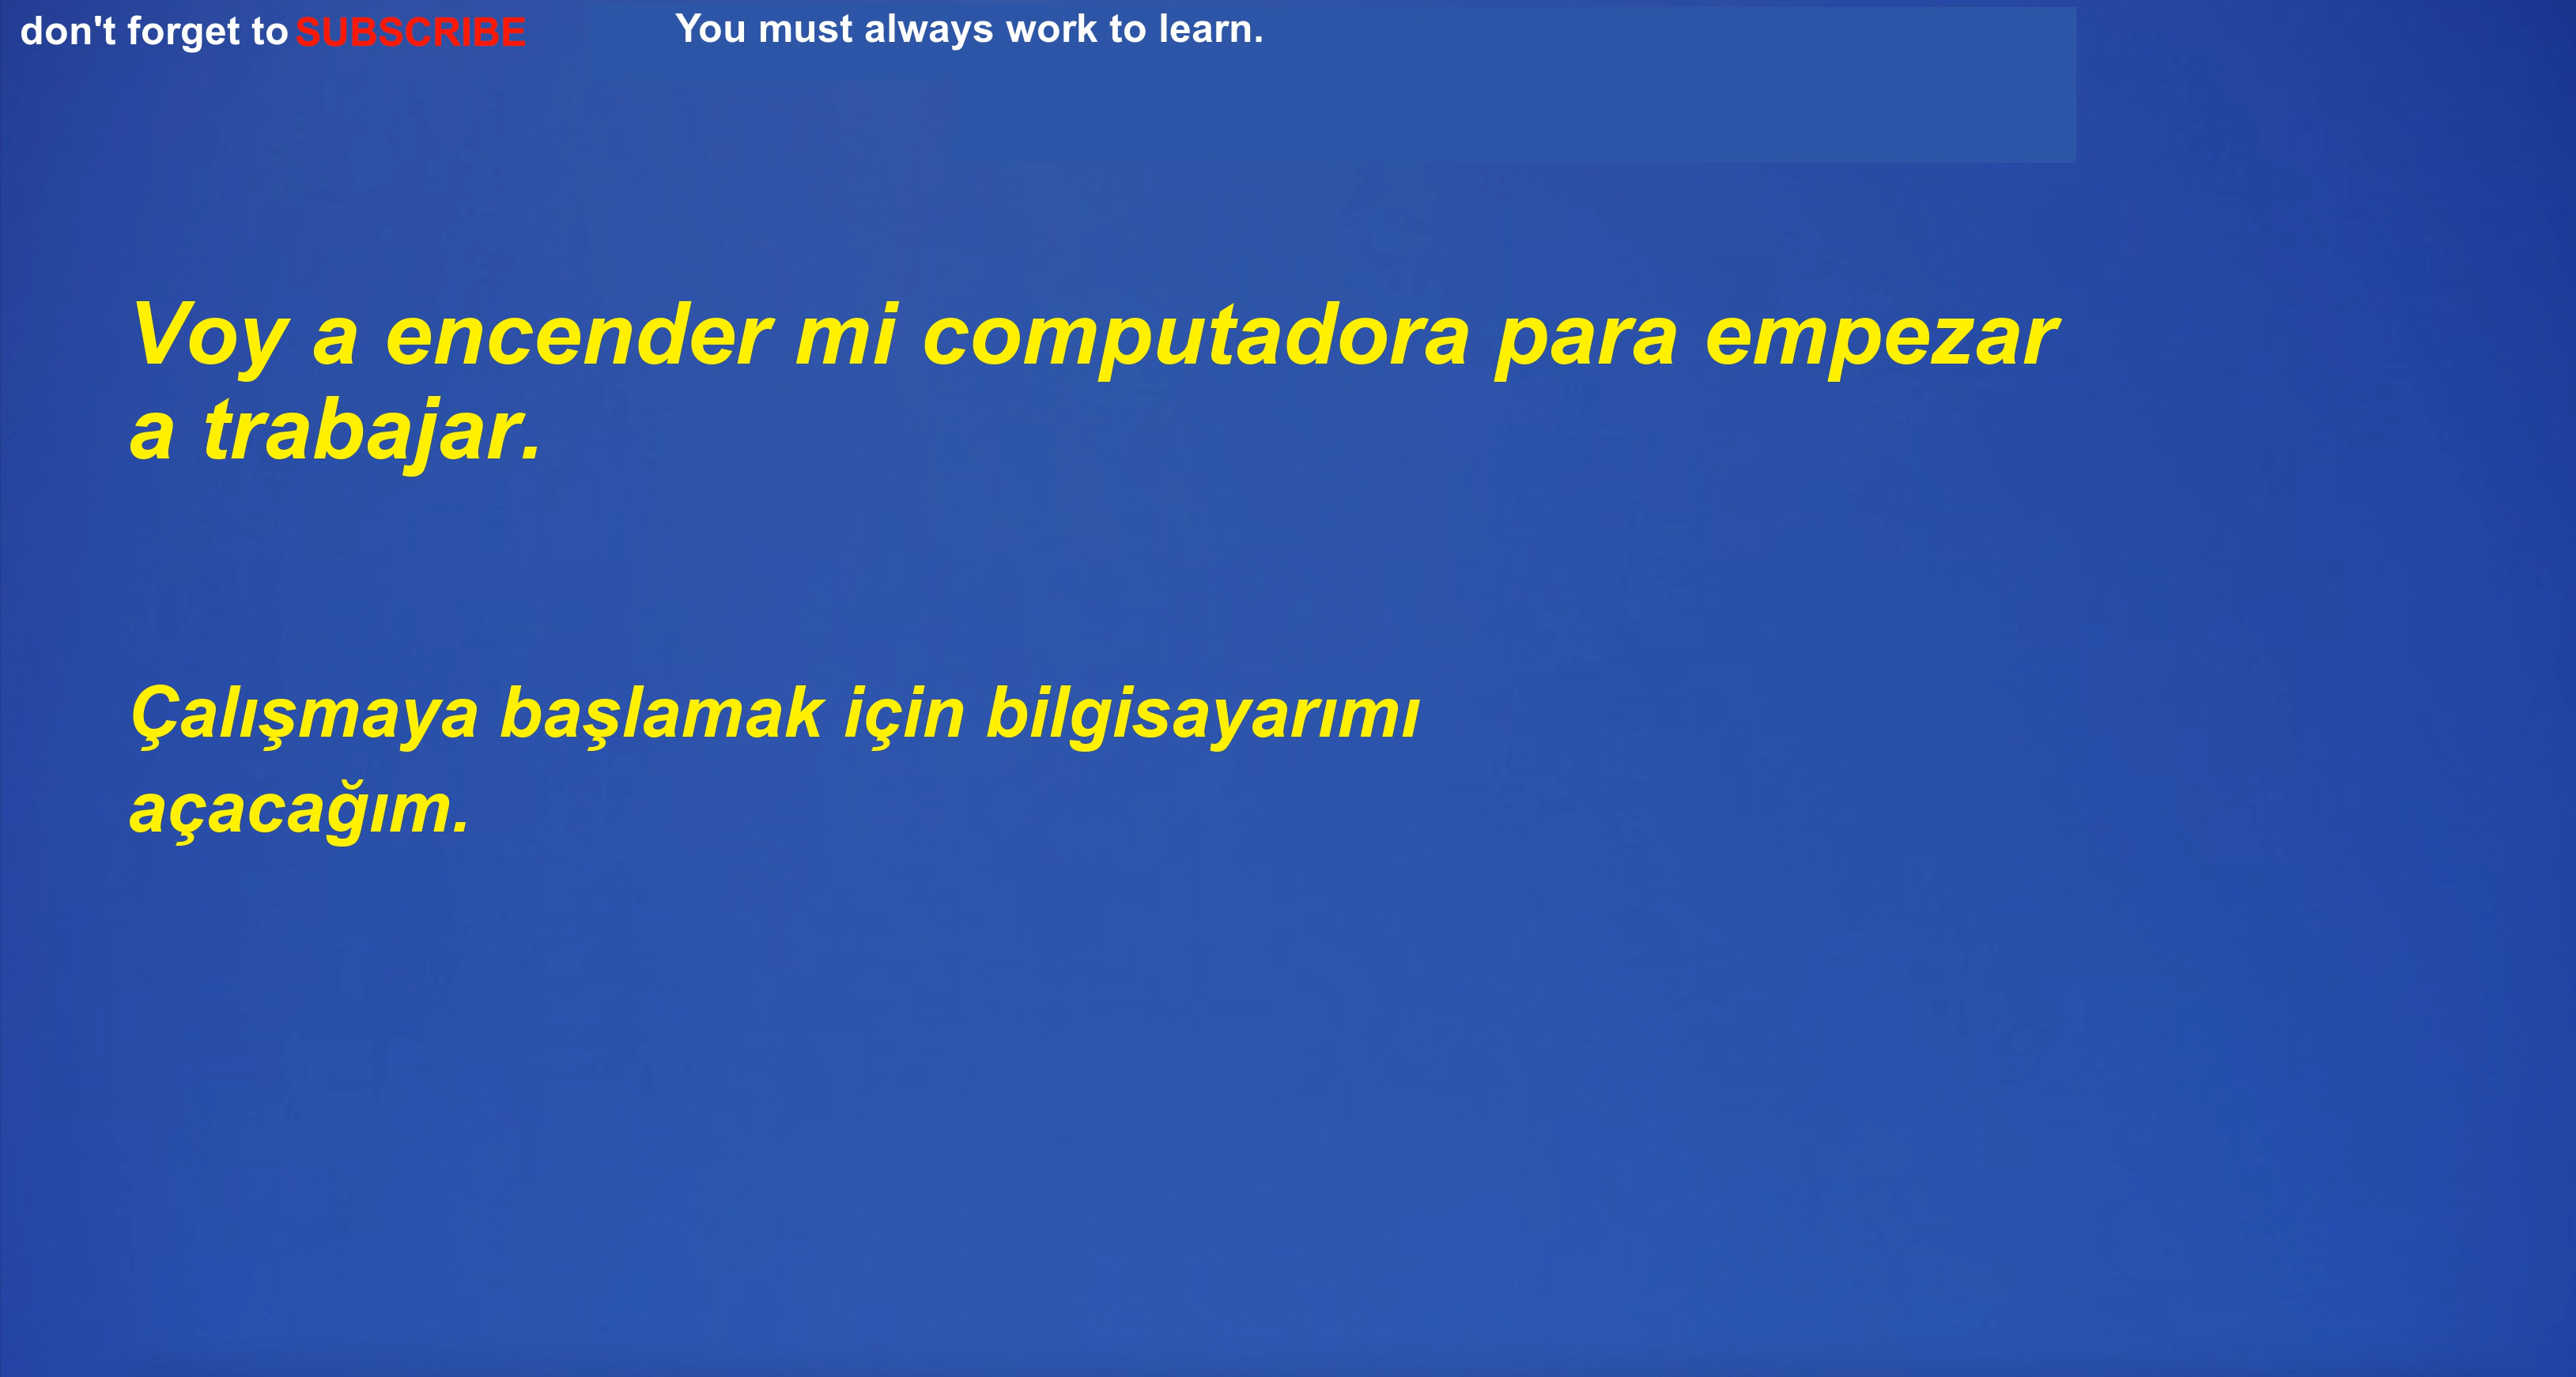 don't forget to SUBSCRIBE
You must always work to learn.
Voy a encender mi computadora para empezar
a trabajar.
Çalışmaya başlamak için bilgisayarımı
açacağım.